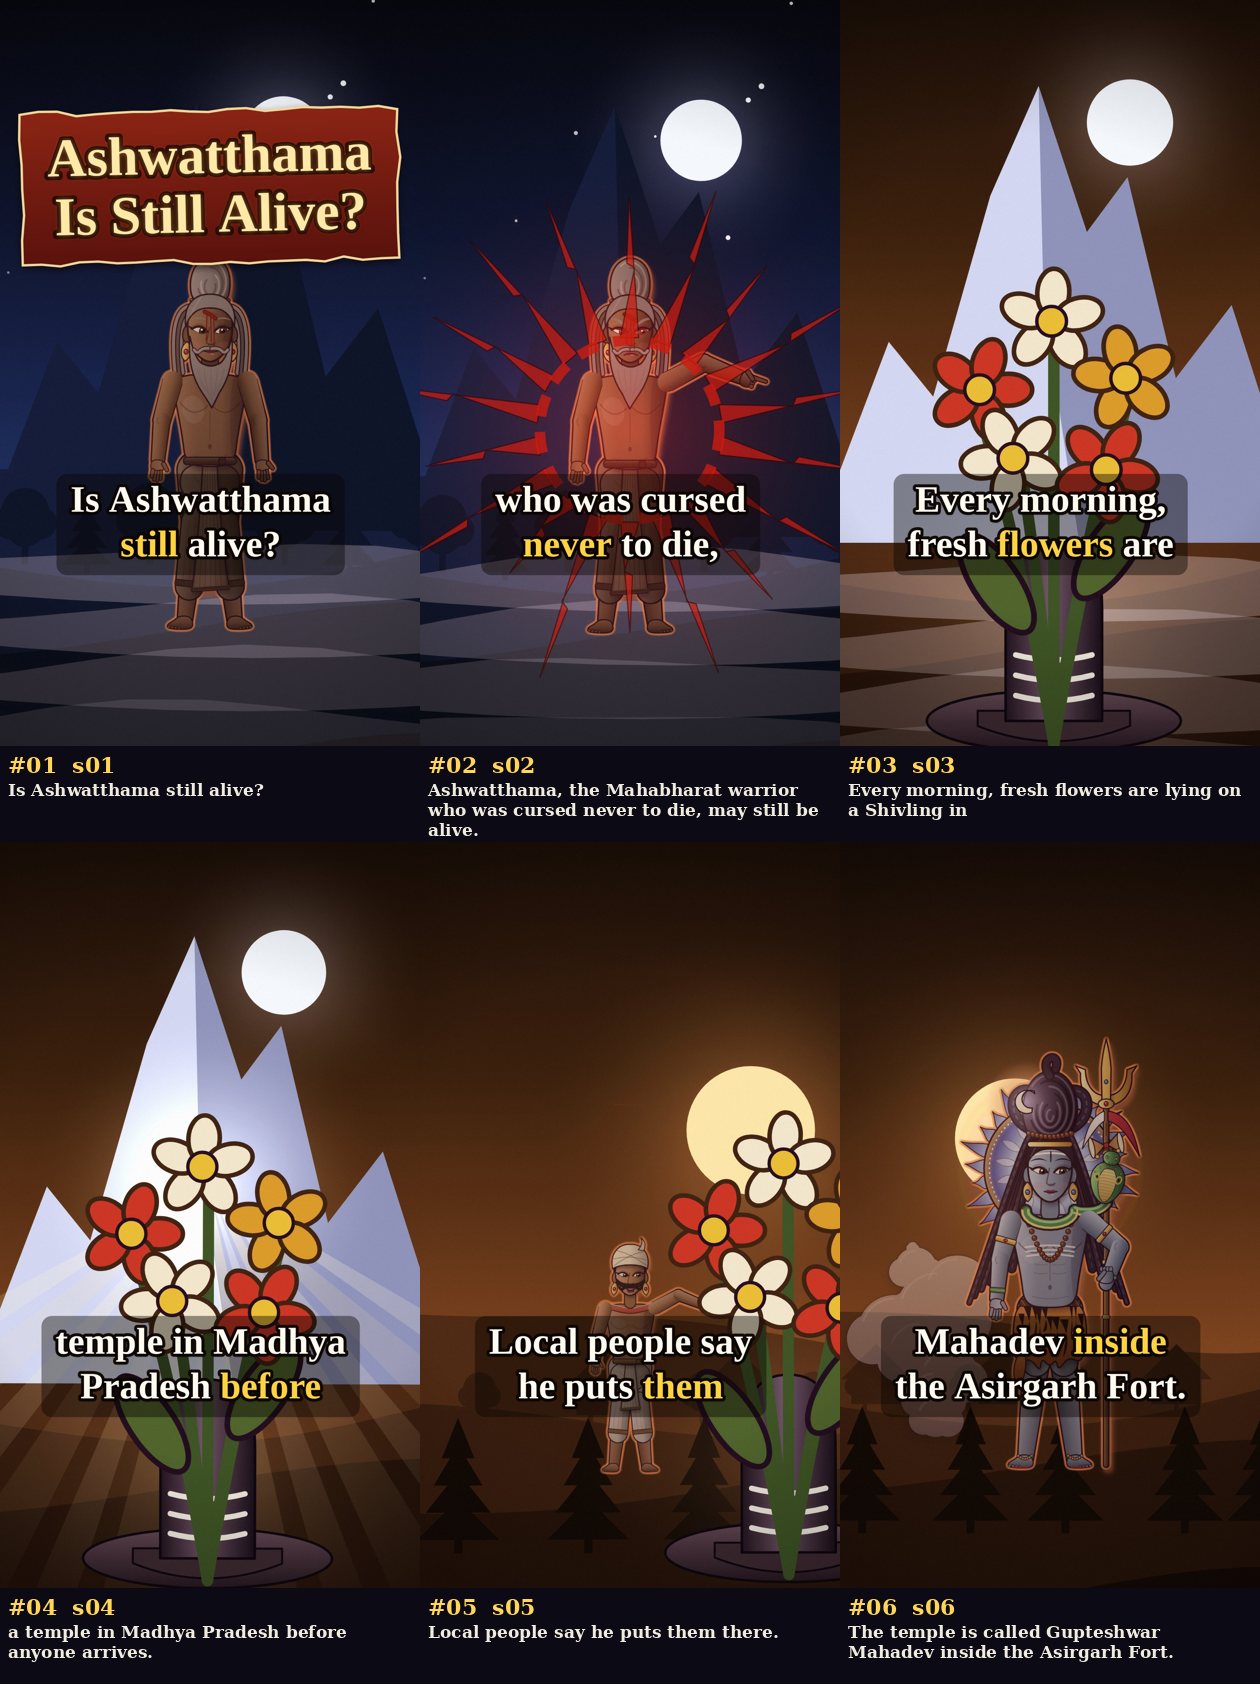 Ashwatthama
Is Still Alive?
Is Ashwatthama
still alive?
#01 s01
Is Ashwatthama still alive?
who was cursed
never to die,
#02 s02
Ashwatthama, the Mahabharat warrior
who was cursed never to die, may still be
alive.
Every morning,
fresh flowers are
#03 s03
Every morning, fresh flowers are lying on
a Shivling in
temple in Madhya
Pradesh before
#04 s04
a temple in Madhya Pradesh before
anyone arrives.
Local people say
he puts them
#05 s05
Local people say he puts them there.
Mahadev inside
the Asirgarh Fort.
#06 s06
The temple is called Gupteshwar
Mahadev inside the Asirgarh Fort.